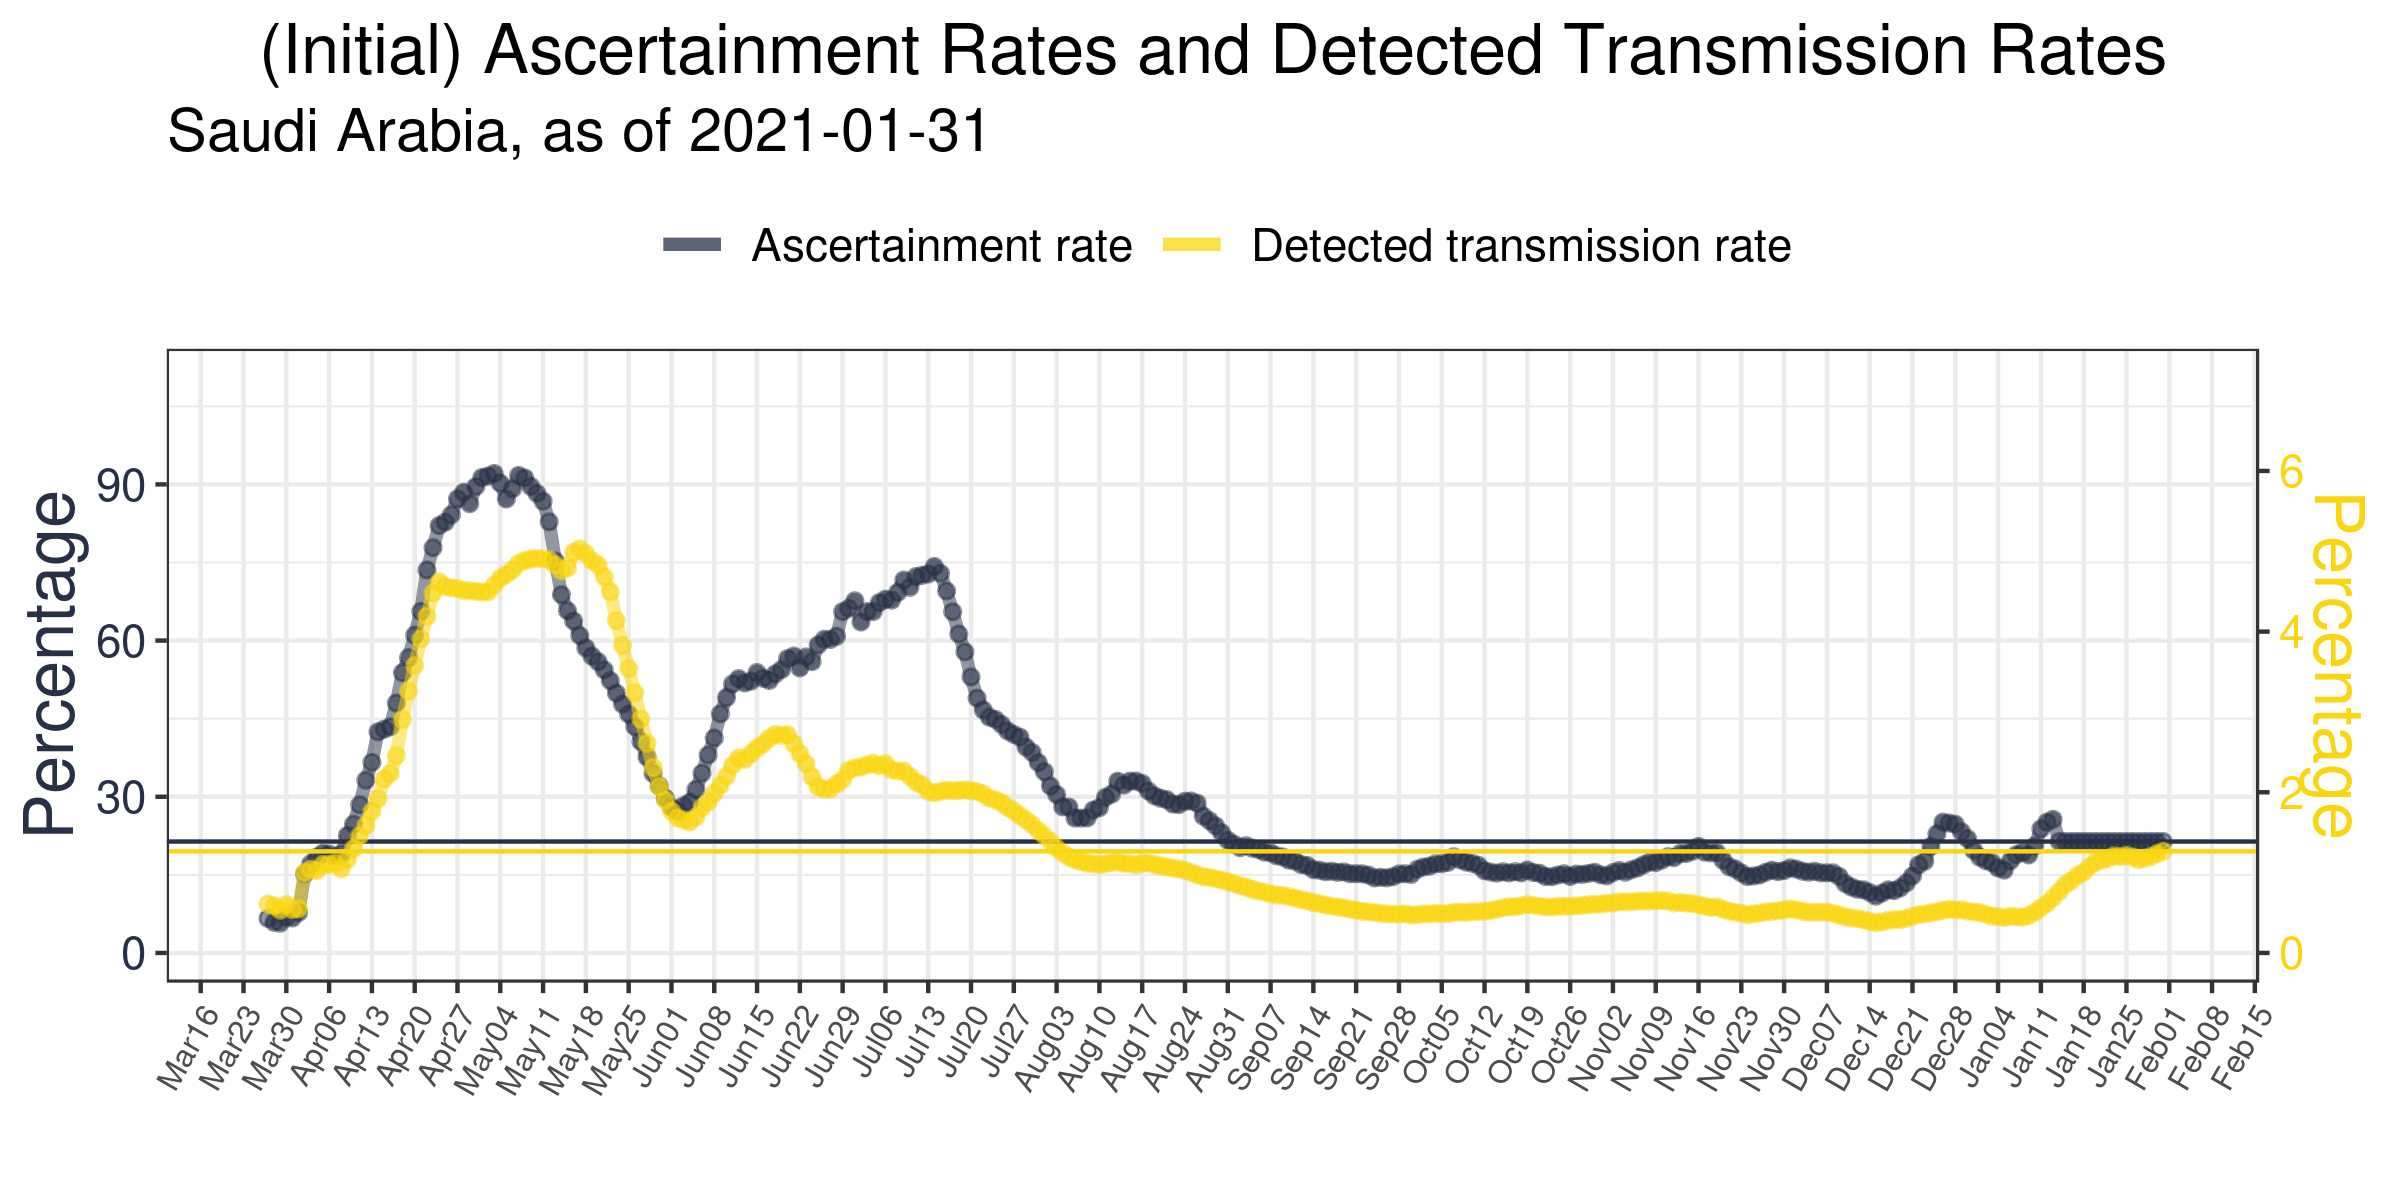 (Initial) Ascertainment Rates and Detected Transmission Rates
Saudi Arabia, as of 2021-01-31
Ascertainment rate
Detected transmission rate
Percentage
90
60
30
0
6
4
2
0
Percentage
Mar16
Mar23
Mar30
Apr06
Apr13
Apr20
Apr27
May04
May11
May18
May25
Jun01
Jun08
Jun15
Jun22
Jun29
Jul06
Jul13
Jul20
Jul27
Aug03
Aug10
Aug17
Aug24
Aug31
Sep07
Sep14
Sep21
Sep28
Oct05
Oct12
Oct19
Oct26
Nov02
Nov09
Nov16
Nov23
Nov30
Dec07
Dec14
Dec21
Dec28
Jan04
Jan11
Jan18
Jan25
Feb01
Feb08
Feb15